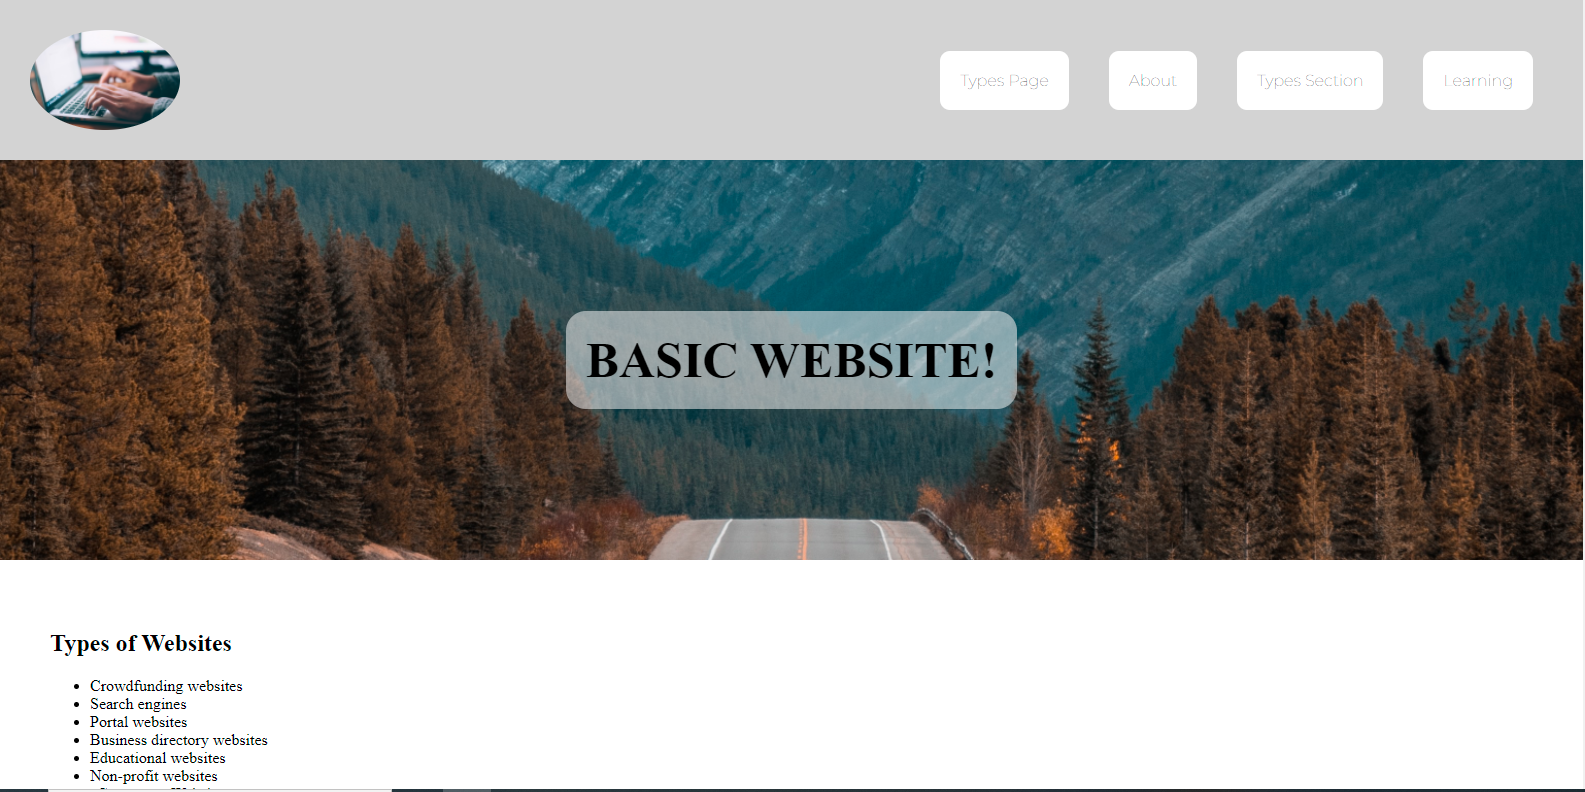 Types Page
About
Types Section
Learning
BASIC WEBSITE!
Types of Websites
Crowdfunding websites
Search engines
Portal websites
Business directory websites
Educational websites
Non-profit websites